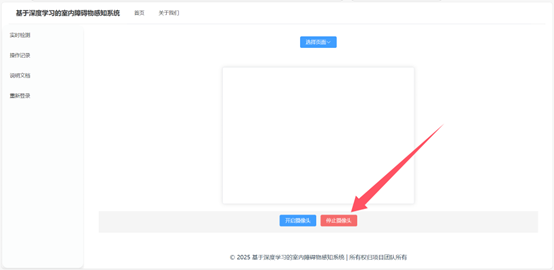 基于深度学习的室内障碍物感知系统 首页 关于我们
实时检测
操作记录
说明文档
重新登录
选择页面
开启摄像头 停止摄像头
© 2025 基于深度学习的室内障碍物感知系统 | 所有权归项目团队所有